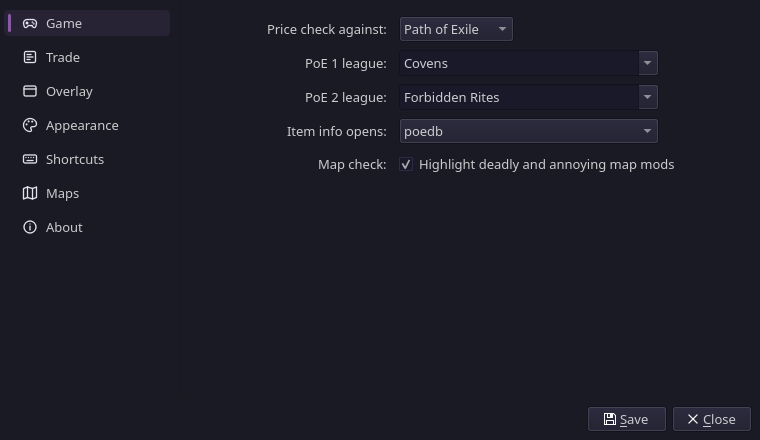 Game
Trade
Overlay
Appearance
Shortcuts
Maps
About
Price check against: Path of Exile
PoE 1 league: Covens
PoE 2 league: Forbidden Rites
Item info opens: poedb
Map check: Highlight deadly and annoying map mods
Save Close